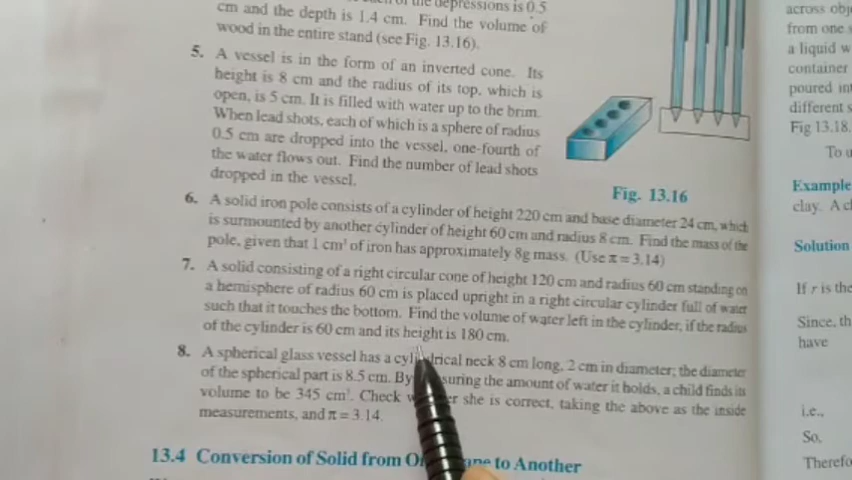 of the depressions is 0.5
cm and the depth is 1.4 cm. Find the volume of
wood in the entire stand (see Fig. 13.16).
5. A vessel is in the form of an inverted cone. Its
height is 8 cm and the radius of its top, which is
open, is 5 cm. It is filled with water up to the brim.
When lead shots, each of which is a sphere of radius
0.5 cm are dropped into the vessel, one-fourth of
the water flows out. Find the number of lead shots
dropped in the vessel.
Fig. 13.16
6. A solid iron pole consists of a cylinder of height 220 cm and base diameter 24 cm, which
is surmounted by another cylinder of height 60 cm and radius 8 cm. Find the mass of the
pole, given that 1 cm³ of iron has approximately 8g mass. (Use π = 3.14)
7. A solid consisting of a right circular cone of height 120 cm and radius 60 cm standing on
a hemisphere of radius 60 cm is placed upright in a right circular cylinder full of water
such that it touches the bottom. Find the volume of water left in the cylinder, if the radius
of the cylinder is 60 cm and its height is 180 cm.
8. A spherical glass vessel has a cylindrical neck 8 cm long, 2 cm in diameter; the diameter
of the spherical part is 8.5 cm. By suring the amount of water it holds, a child finds its
volume to be 345 cm³. Check she is correct, taking the above as the inside
measurements, and π = 3.14.
13.4 Conversion of Solid from to Another
across obj
from one s
a liquid w
container
poured int
different s
Fig 13.18.
To u
Example
clay. A
Solution
If r is the
Since, th
have
i.e.,
So,
Therefo